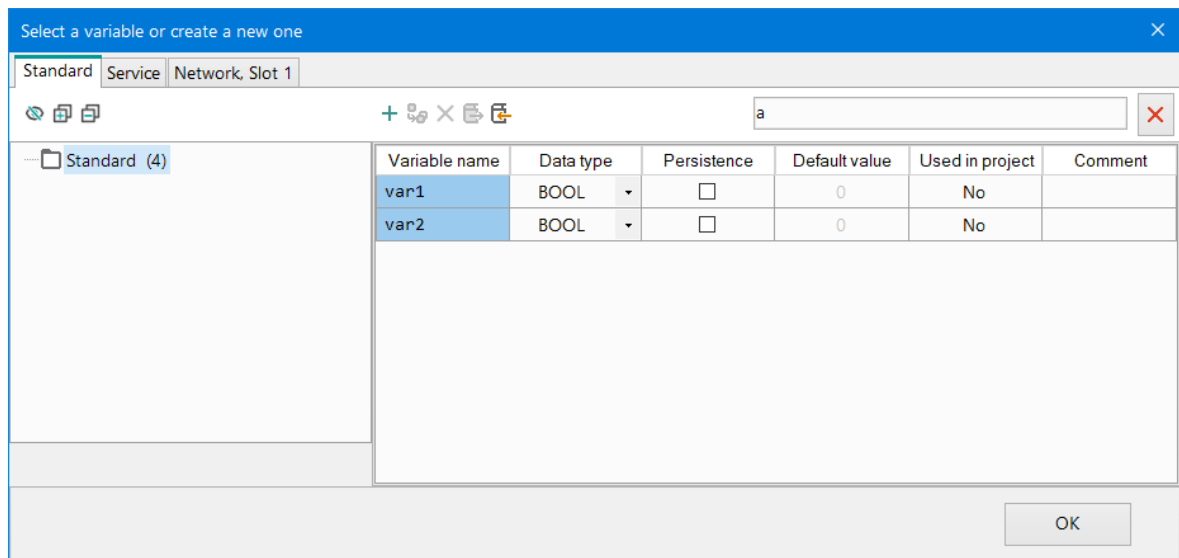 Select a variable or create a new one
Standard Service Network, Slot 1
a
Standard (4)
Variable name Data type Persistence Default value Used in project Comment
var1 BOOL 0 No
var2 BOOL 0 No
OK